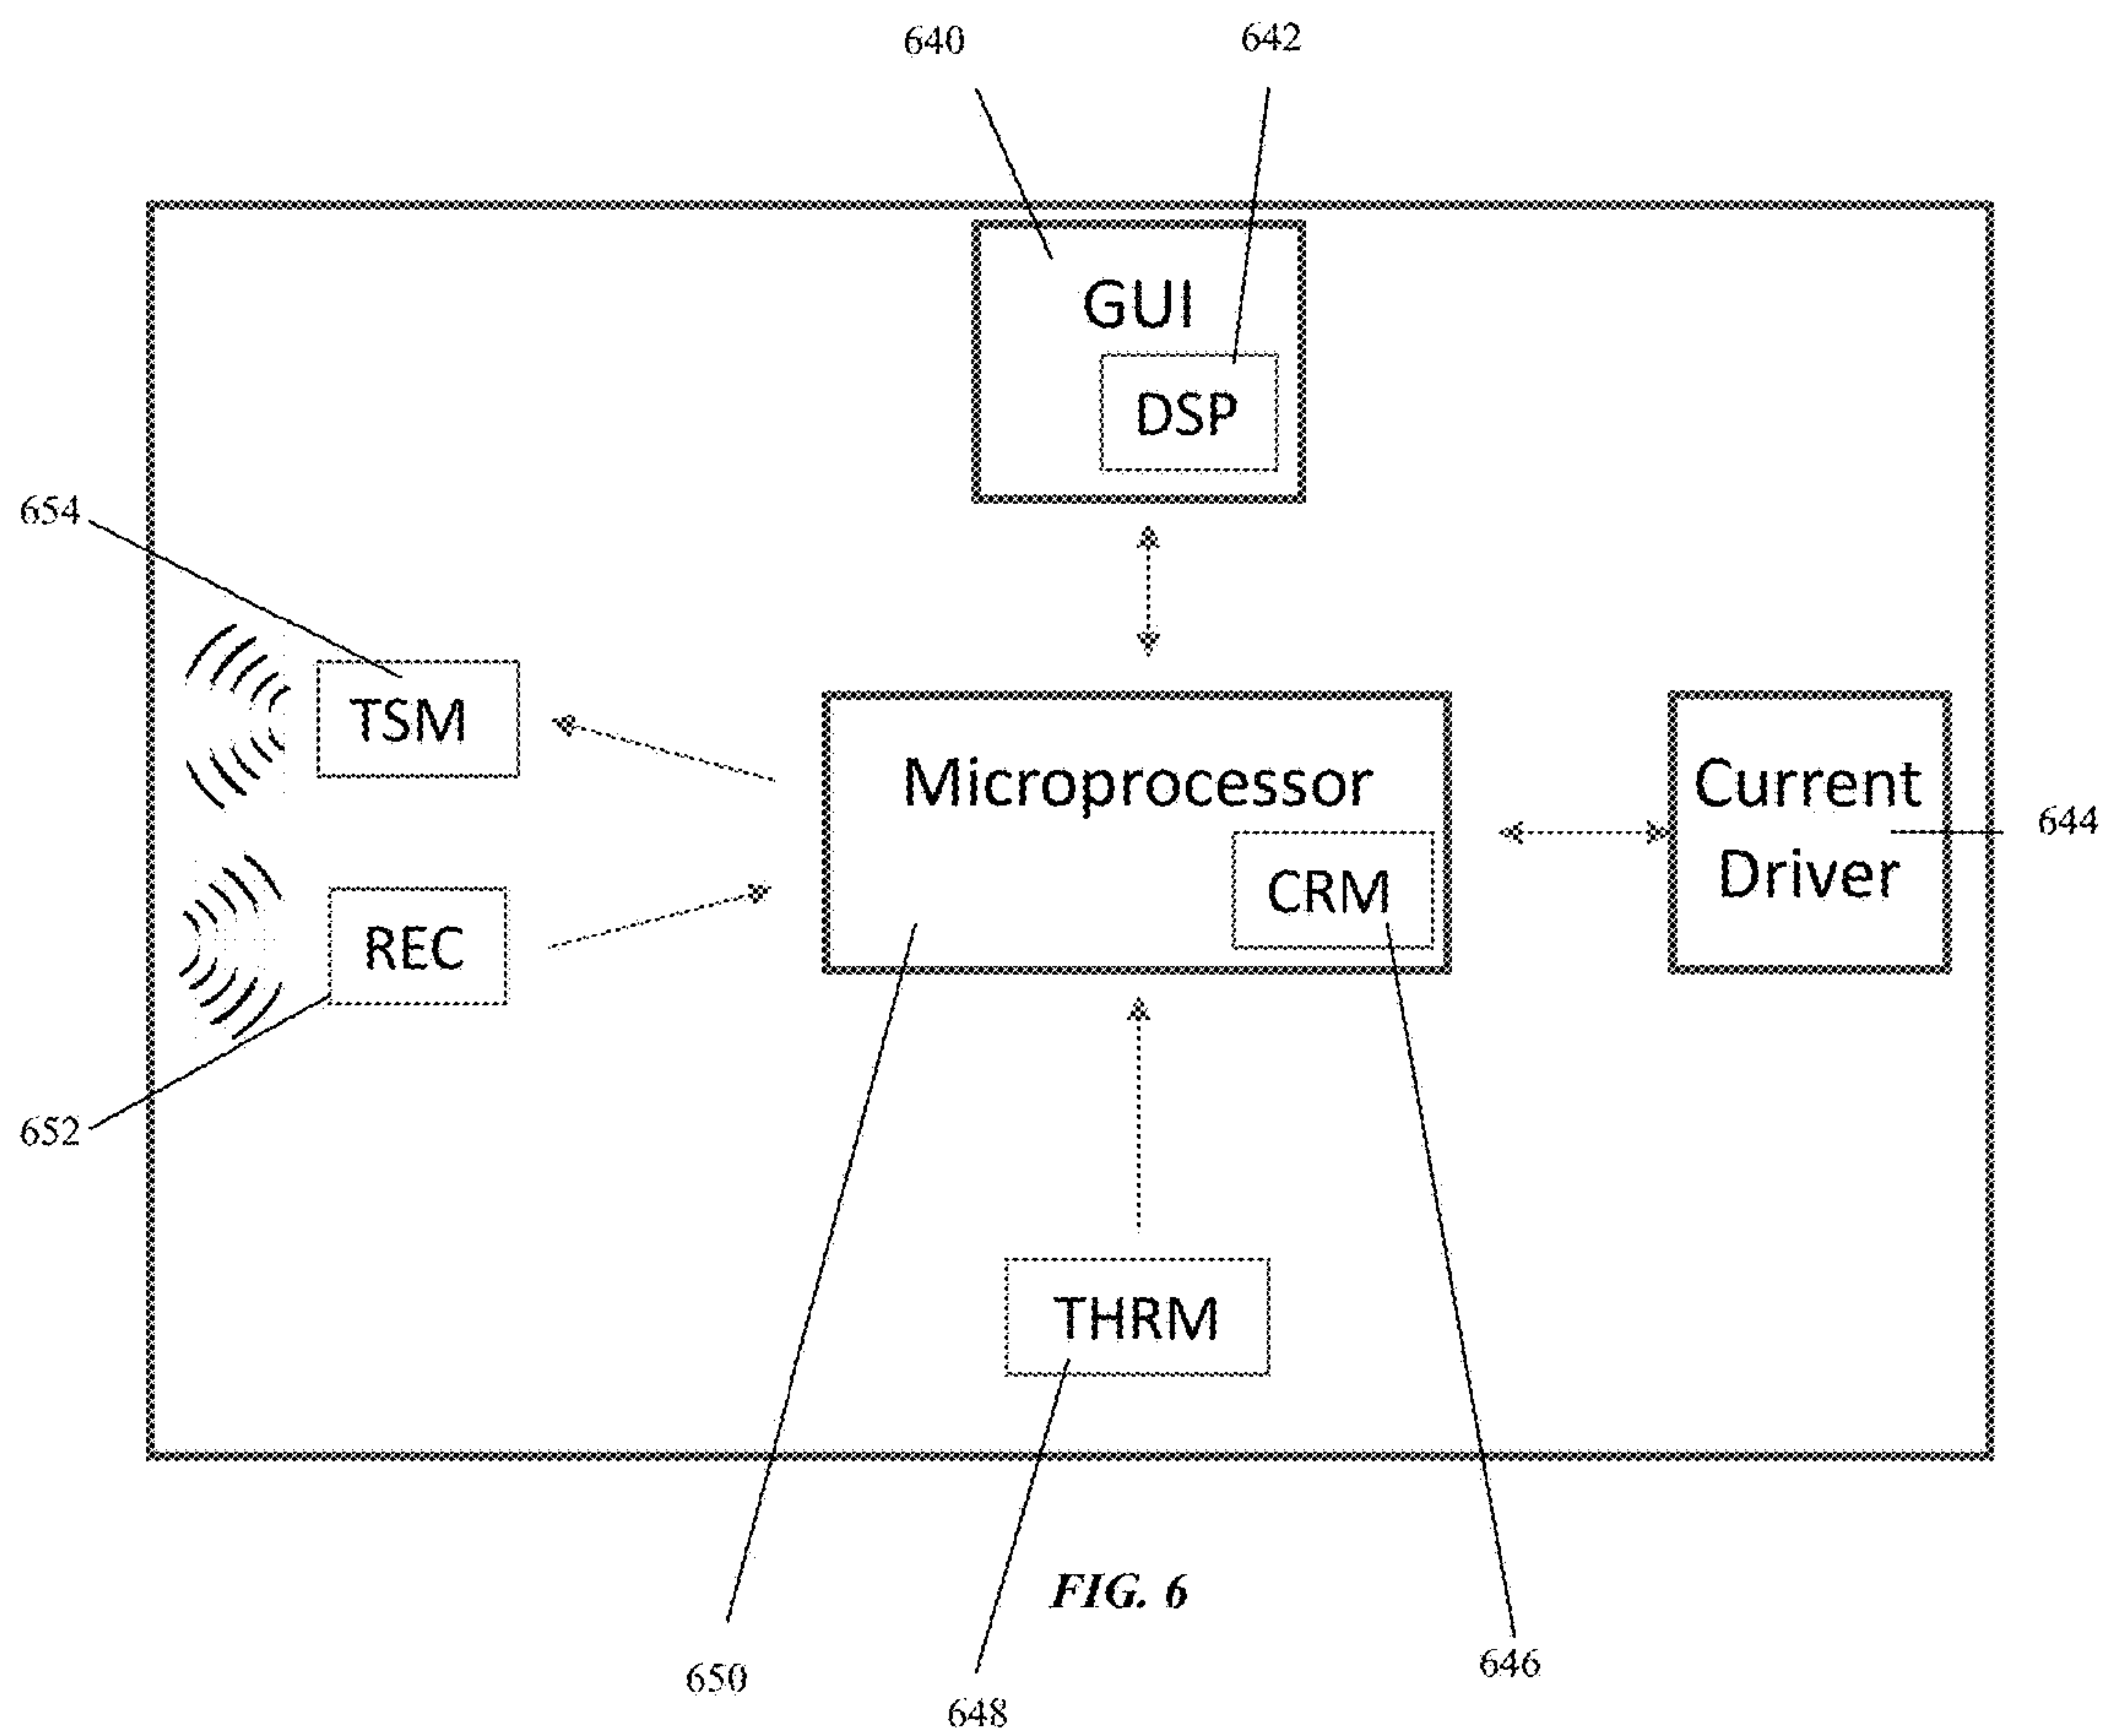 640
642
GUI
DSP
654
TSM
Microprocessor
Current
Driver
644
CRM
REC
652
THRM
FIG. 6
650
646
648